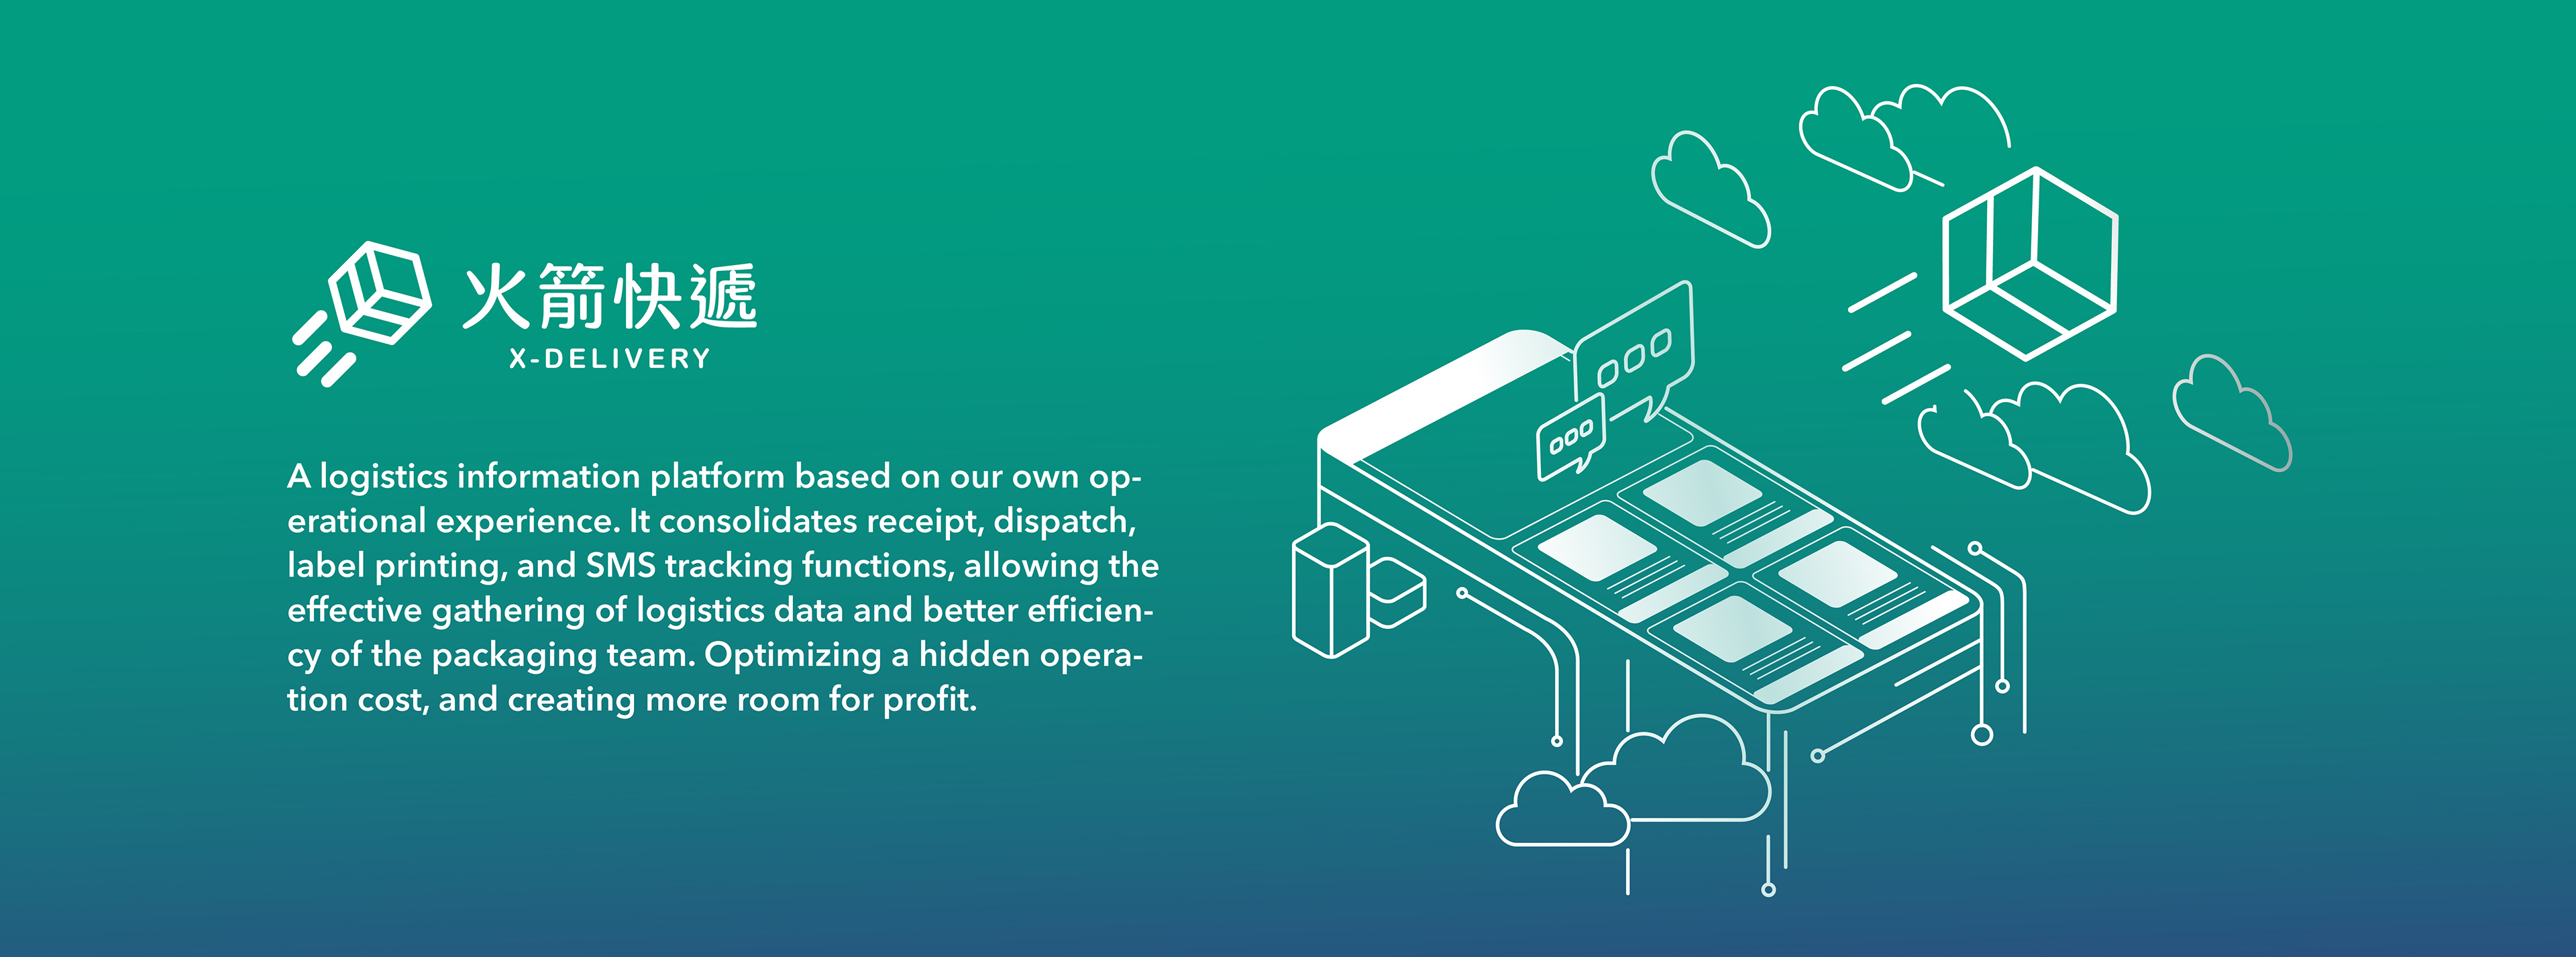 火箭快遞
X-DELIVERY
A logistics information platform based on our own op-
erational experience. It consolidates receipt, dispatch,
label printing, and SMS tracking functions, allowing the
effective gathering of logistics data and better efficien-
cy of the packaging team. Optimizing a hidden opera-
tion cost, and creating more room for profit.